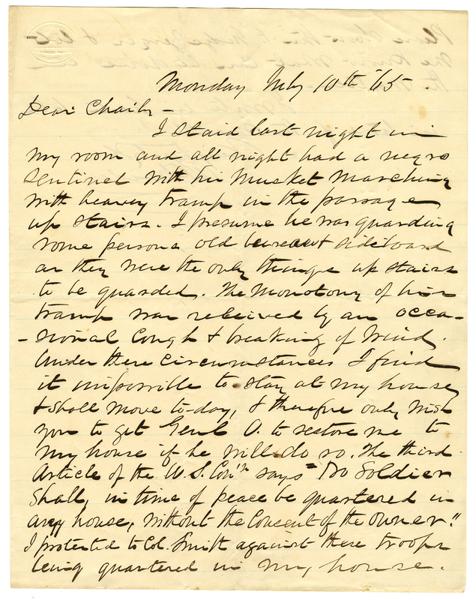 Monday July 10th '65.
Dear Charly -
I staid last night in
my room and all night had a negro
Sentinel with his Musket Marching
with heavy tramp in the passage
up stairs. I presume he was guarding
some person a old sideboard
as they were the only things up stairs
to be guarded. The Monotony of his
tramp was relieved by an occa-
-sional Cough & breaking of Wind.
Under these Circumstances I find
it impossible to stay at my house
& shall move to-day, & therefore only wish
you to get Genl O. to restore me to
my house if he will do so. The third
Article of the U.S. Con'n says "No Soldier
Shall, in time of peace be quartered in
any house, without the Consent of the owner."
I protested to Col. Smith against these troops
being quartered in my house.